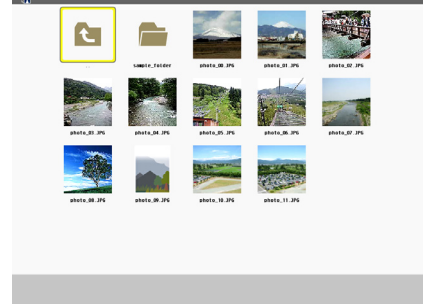 ..
sample_folder
photo_00.JPG
photo_01.JPG
photo_02.JPG
photo_03.JPG
photo_04.JPG
photo_05.JPG
photo_06.JPG
photo_07.JPG
photo_08.JPG
photo_09.JPG
photo_10.JPG
photo_11.JPG